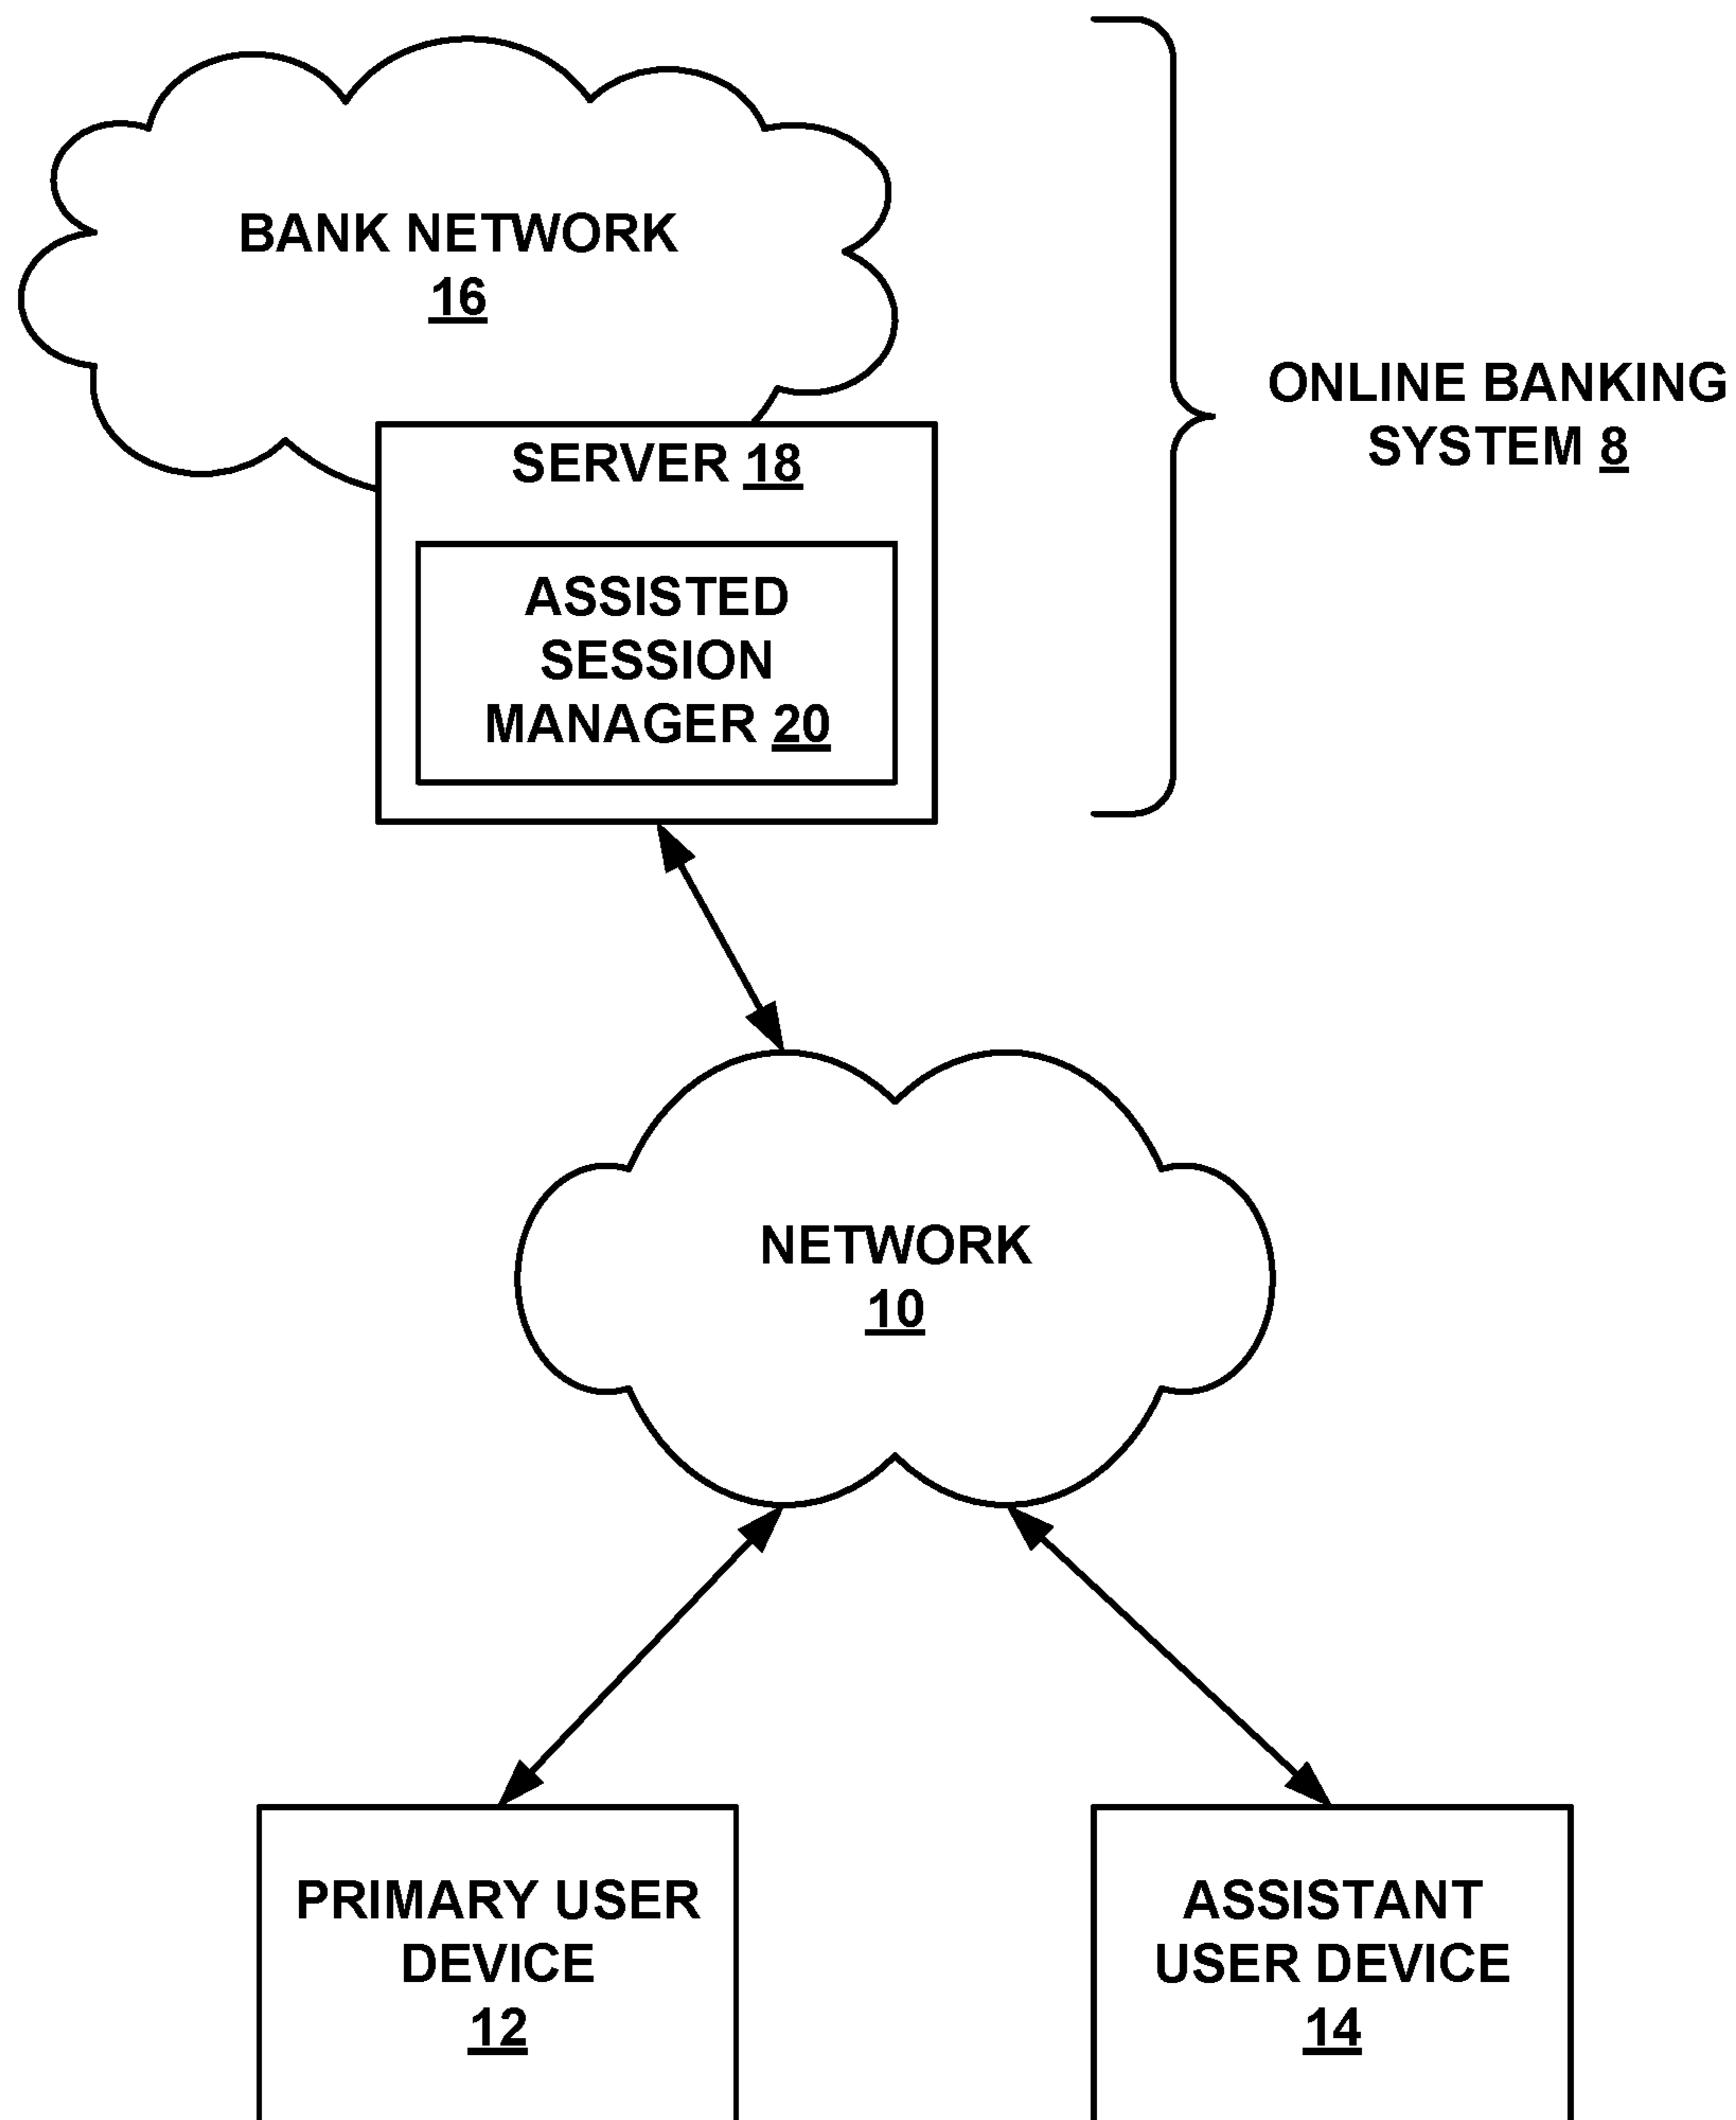 BANK NETWORK
16
ONLINE BANKING
SYSTEM 8
SERVER 18
ASSISTED
SESSION
MANAGER 20
NETWORK
10
PRIMARY USER
DEVICE
12
ASSISTANT
USER DEVICE
14